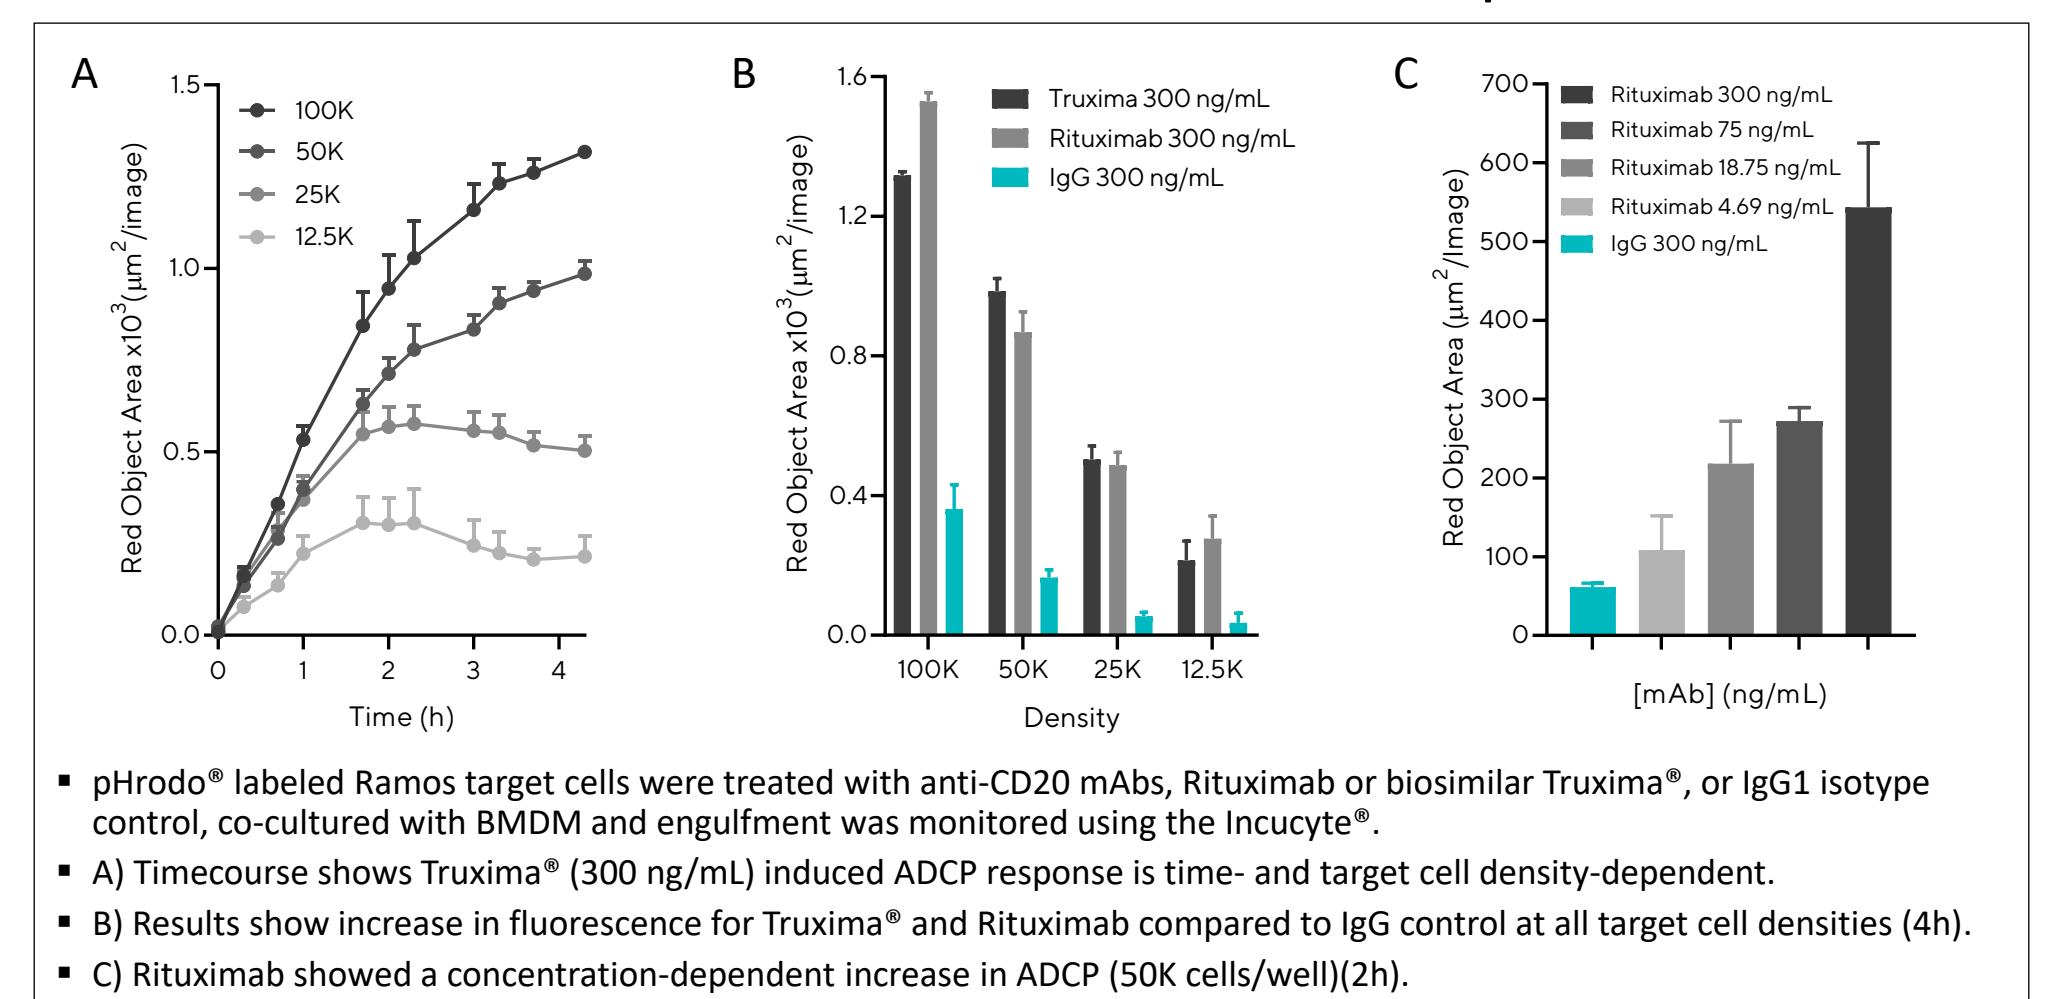 A
1.5
1.0
0.5
0.0
0
1
2
3
4
Red Object Area x10³(µm²/image)
Time (h)
100K
50K
25K
12.5K
B
1.6
1.2
0.8
0.4
0.0
100K
50K
25K
12.5K
Red Object Area x10³(µm²/image)
Density
Truxima 300 ng/mL
Rituximab 300 ng/mL
IgG 300 ng/mL
C
700
600
500
400
300
200
100
0
Red Object Area (µm²/Image)
[mAb] (ng/mL)
Rituximab 300 ng/mL
Rituximab 75 ng/mL
Rituximab 18.75 ng/mL
Rituximab 4.69 ng/mL
IgG 300 ng/mL
▪ pHrodo® labeled Ramos target cells were treated with anti-CD20 mAbs, Rituximab or biosimilar Truxima®, or IgG1 isotype
control, co-cultured with BMDM and engulfment was monitored using the Incucyte®.
▪ A) Timecourse shows Truxima® (300 ng/mL) induced ADCP response is time- and target cell density-dependent.
▪ B) Results show increase in fluorescence for Truxima® and Rituximab compared to IgG control at all target cell densities (4h).
▪ C) Rituximab showed a concentration-dependent increase in ADCP (50K cells/well)(2h).